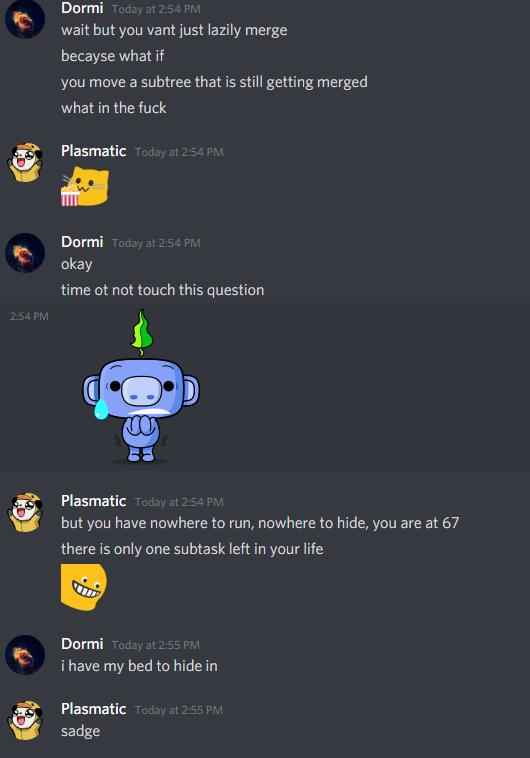 Dormi Today at 2:54 PM
wait but you vant just lazily merge
becayse what if
you move a subtree that is still getting merged
what in the fuck
Plasmatic Today at 2:54 PM
Dormi Today at 2:54 PM
okay
time ot not touch this question
2:54 PM
Plasmatic Today at 2:54 PM
but you have nowhere to run, nowhere to hide, you are at 67
there is only one subtask left in your life
Dormi Today at 2:55 PM
i have my bed to hide in
Plasmatic Today at 2:55 PM
sadge